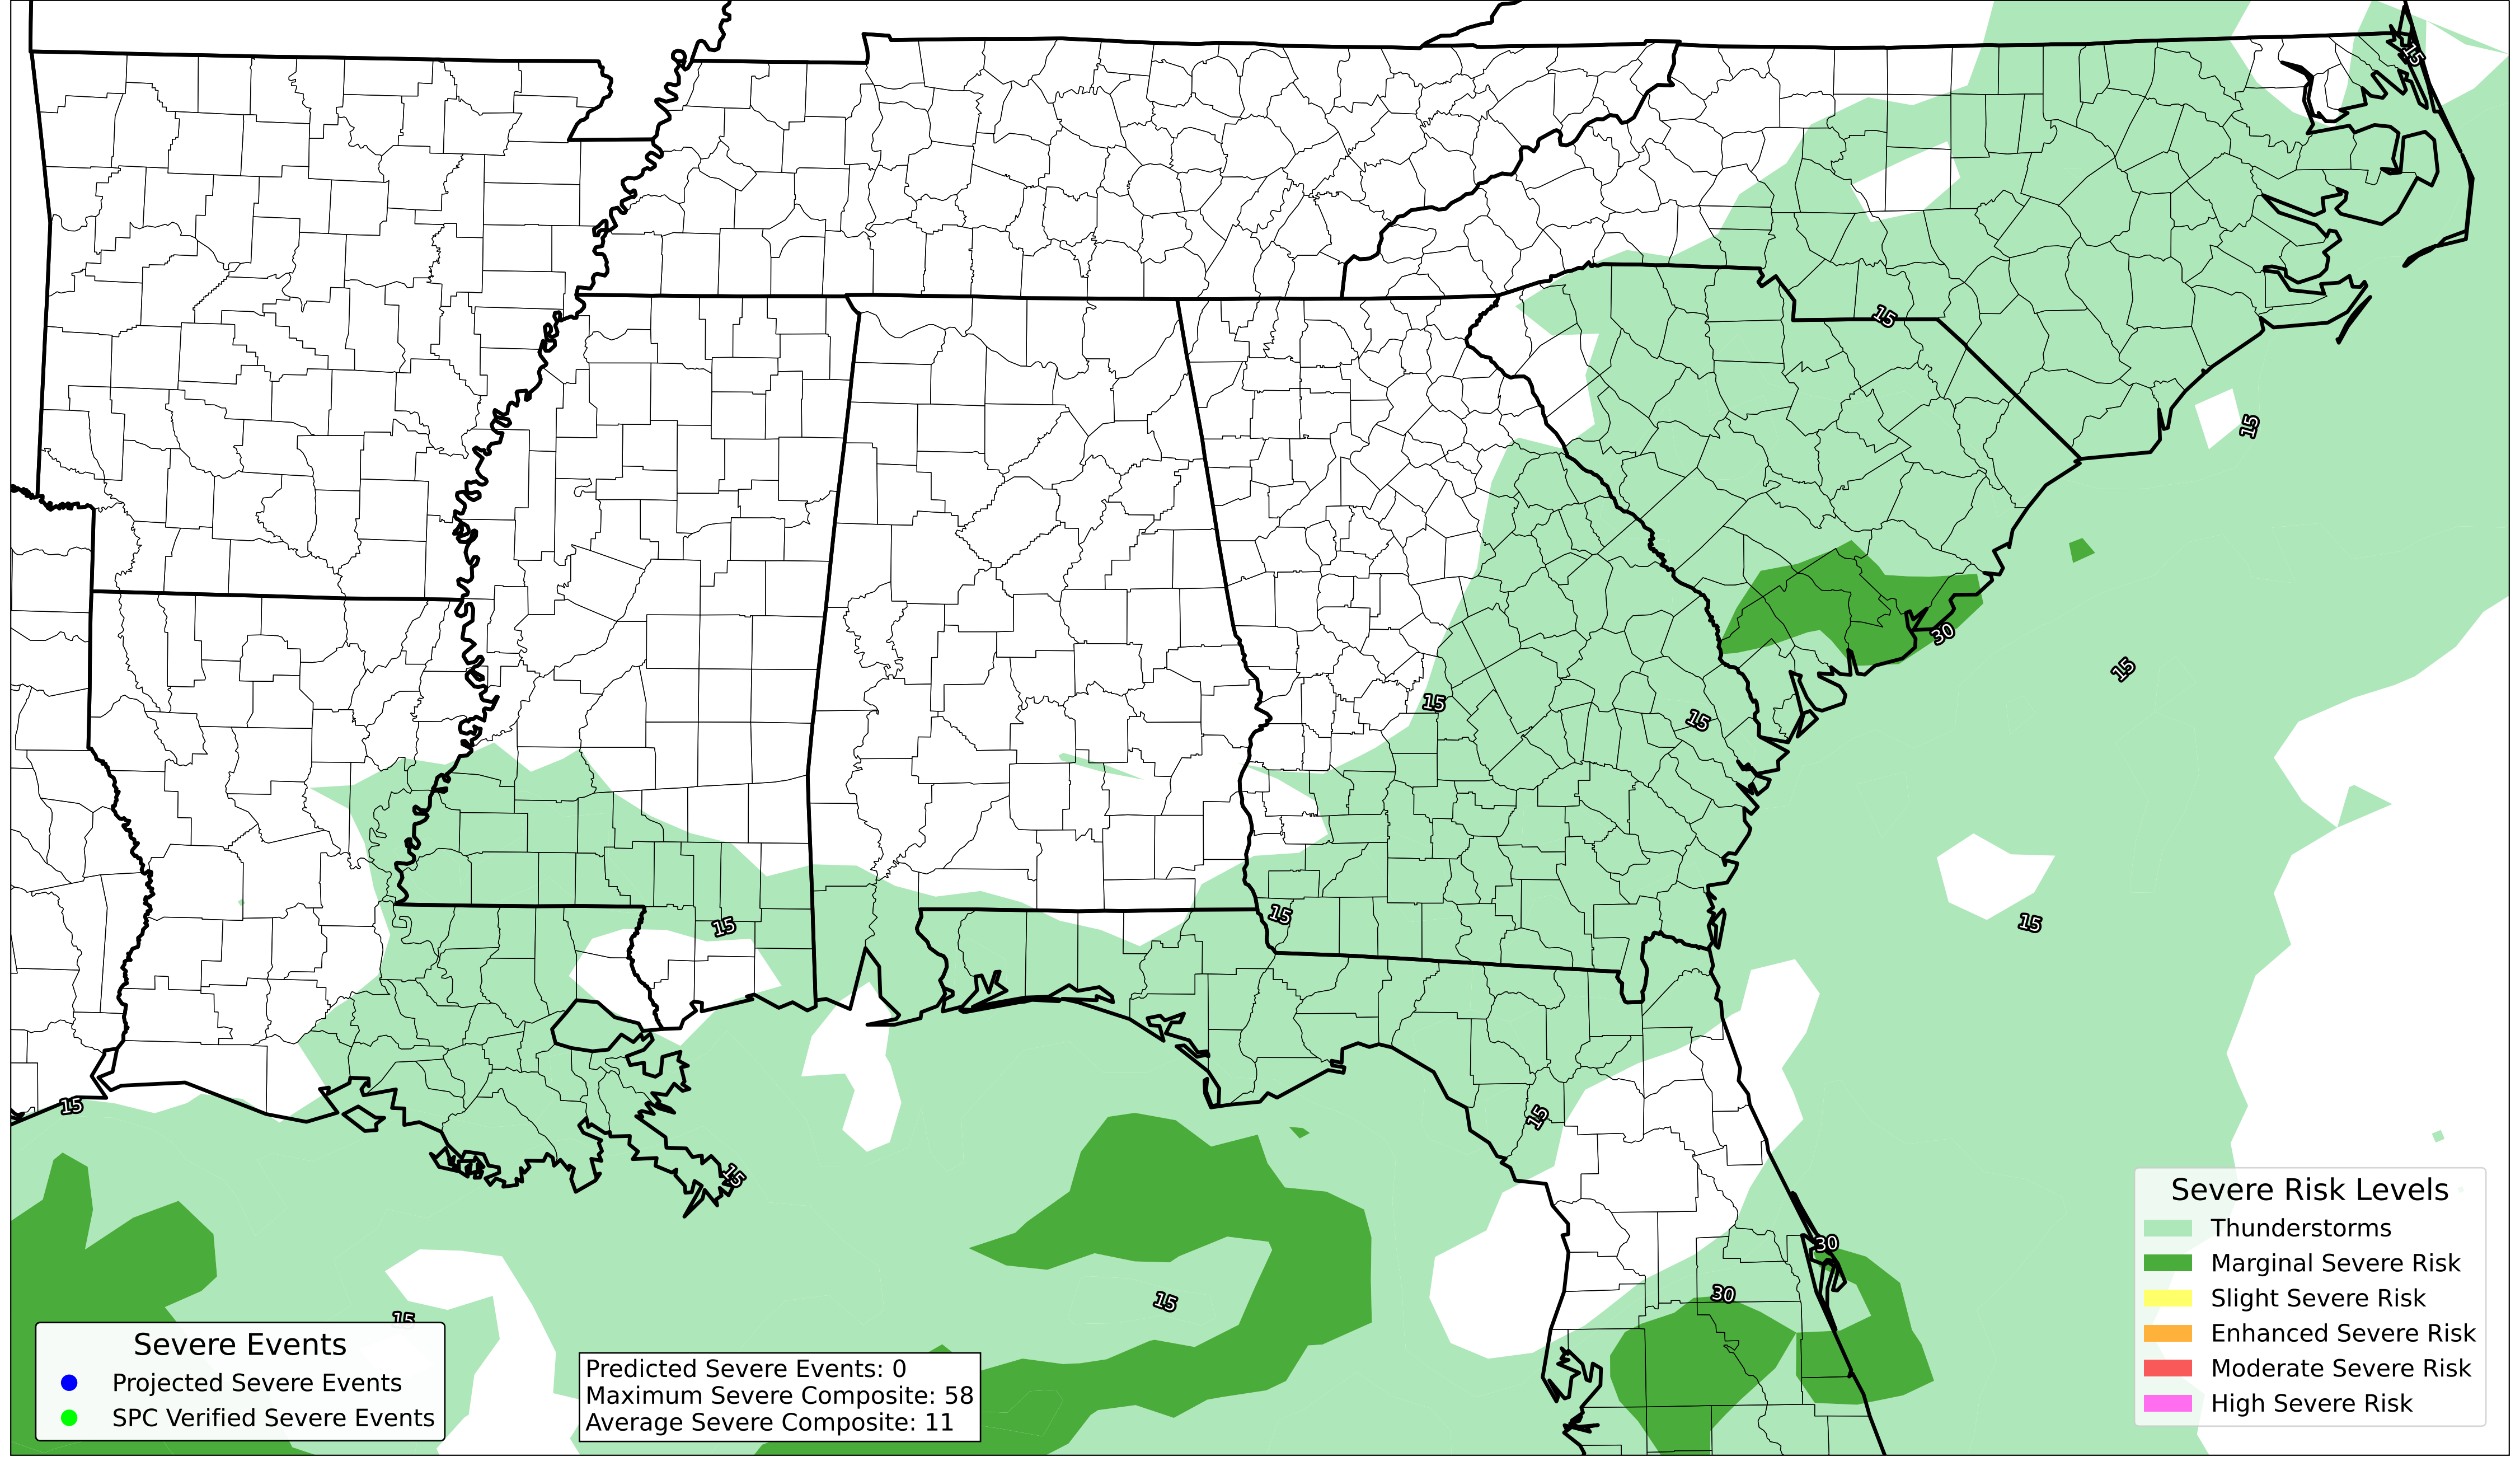 15
15
15
30
15
15
15
15
15
15
15
15
15
30
30
15
15
Severe Events
Projected Severe Events
SPC Verified Severe Events
Predicted Severe Events: 0
Maximum Severe Composite: 58
Average Severe Composite: 11
Severe Risk Levels
Thunderstorms
Marginal Severe Risk
Slight Severe Risk
Enhanced Severe Risk
Moderate Severe Risk
High Severe Risk